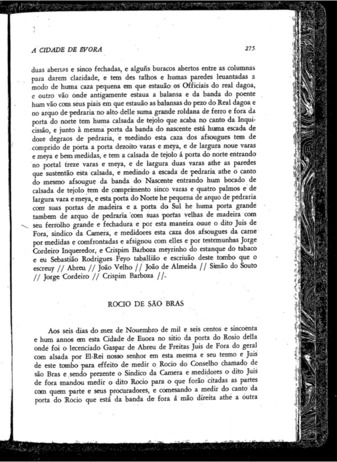 A CIDADE DE EVORA 275
duas abertas e sinco fechadas, e alguñs buracos abertos entre as columnas
para darem claridade, e tem des talhos e humas paredes leuantadas a
modo de huma caza pequena em que estauão os Officiais do real dagoa,
e outro vão onde antigamente estaua a balansa e da banda do poente
hum vão com seus piais em que estauão as balansas do pezo do Real dagoa e
no arquo de pedraria no alto delle suma grande roldana de ferro e fora da
porta do norte tem huma calsada de tejolo que acaba no canto da Inqui-
cissão, e junto à mesma porta da banda do nascente está huma escada de
doze degraos de pedraria, e medindo esta caza dos afsougues tem de
comprido de porta a porta dezoito varas e meya, e de largura noue varas
e meya e bem medidas, e tem a calsada de tejolo à porta do norte entrando
no portal treze varas e meya, e de largura duas varas athe as paredes
que sustentão esta calsada, e medindo a escada de pedraria athe o canto
do mesmo afsougue da banda do Nascente entrando hum bocado de
calsada de tejolo tem de comprimento sinco varas e quatro palmos e de
largura vara e meya, e esta porta do Norte he pequena de arquo de pedraria
com suas portas de madeira e a porta do Sul he huma porta grande
tambem de arquo de pedraria com suas portas velhas de madeira com
seu ferrolho grande e fechadura e por esta maneira ouue o dito Juis de
Fora, sindico da Camera, e medidores esta caza dos afsougues da carne
por medidas e comfrontadas e afsignou com elles e por testemunhas Jorge
Cordeiro Inqueredor, e Crispim Barboza meyrinho do estanque do tabaco
e eu Sebastião Rodrigues Feyo taballião e escriuão deste tombo que o
escreuy // Abreu // João Velho // João de Almeida // Simão do Souto
// Jorge Cordeiro // Crispim Barboza //.
ROCIO DE SÃO BRAS
Aos seis dias do mez de Nouembro de mil e seis centos e sincoenta
e hum annos em esta Cidade de Euora no sitio da porta do Rosio della
onde foi o lecenciado Gaspar de Abreu de Freitas Juis de Fora do geral
com alsada por El-Rei nosso senhor em esta mesma e seu termo e Juis
de este tombo para effeito de medir o Rocio do Conselho chamado de
são Bras e sendo prezente o Sindico da Camera e medidores o dito Juis
de fora mandou medir o dito Rocio para o que forão citadas as partes
com quem parte e seus procuradores, e comesando a medir do canto da
porta do Rocio que está da banda de fora à mão direita athe a outra